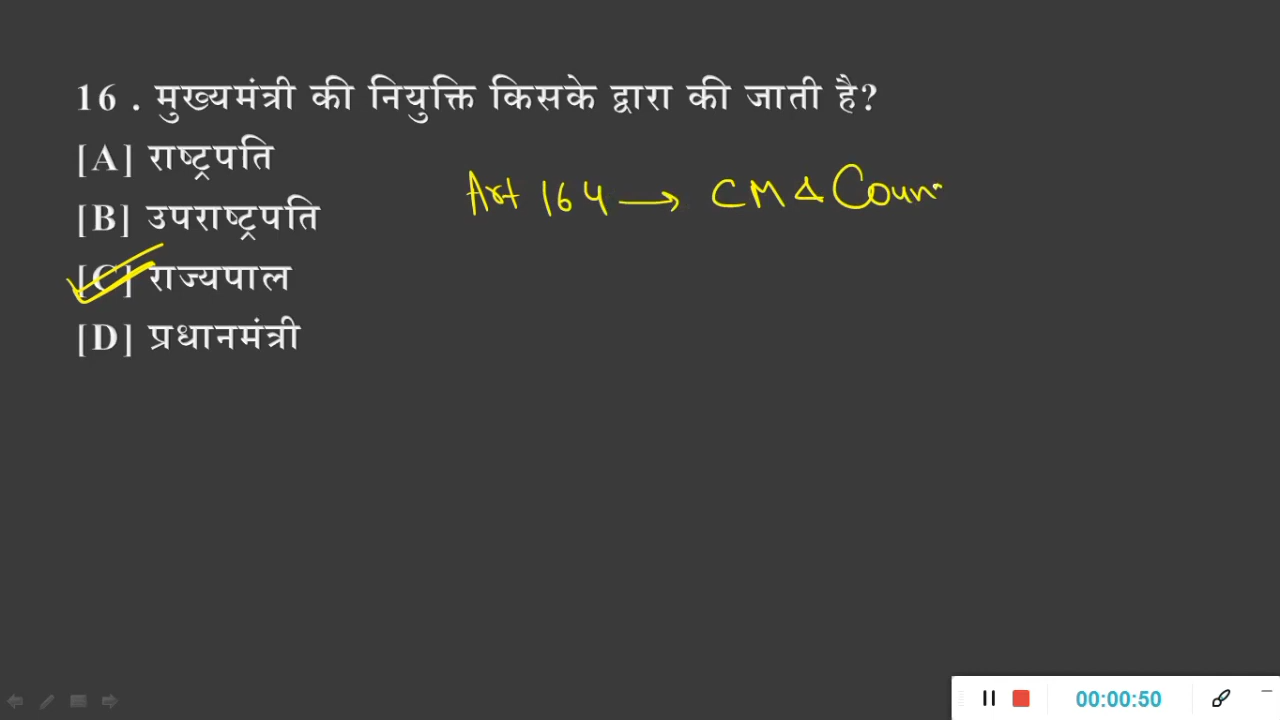 16 . मुख्यमंत्री की नियुक्ति किसके द्वारा की जाती है?
[A] राष्ट्रपति
Art 164 → CM & Coun
[B] उपराष्ट्रपति
[C] राज्यपाल
[D] प्रधानमंत्री
00:00:50